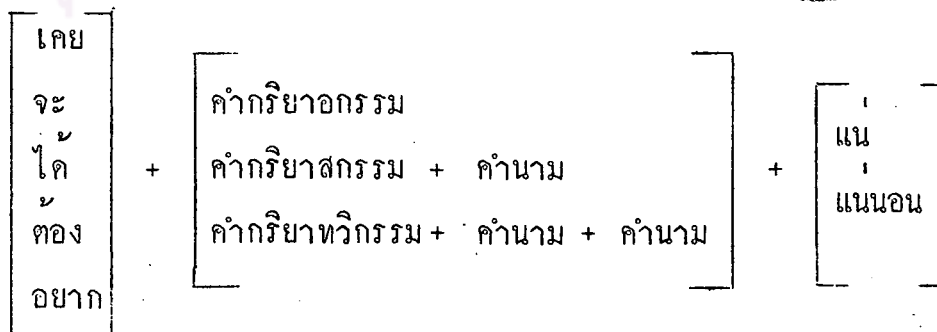 เคย
จะ คำกริยาอกรรม แน่
ได้ + คำกริยาสกรรม + คำนาม + แน่นอน
ต้อง คำกริยาทวิกรรม + คำนาม + คำนาม
อยาก